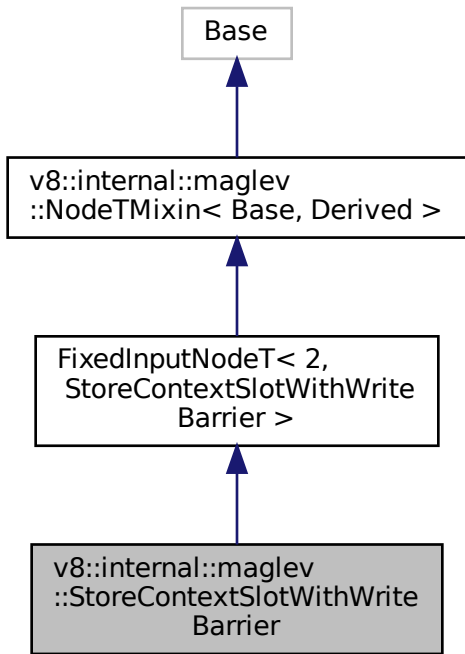 Base
v8::internal::maglev
::NodeTMixin< Base, Derived >
FixedInputNodeT< 2,
StoreContextSlotWithWrite
Barrier >
v8::internal::maglev
::StoreContextSlotWithWrite
Barrier